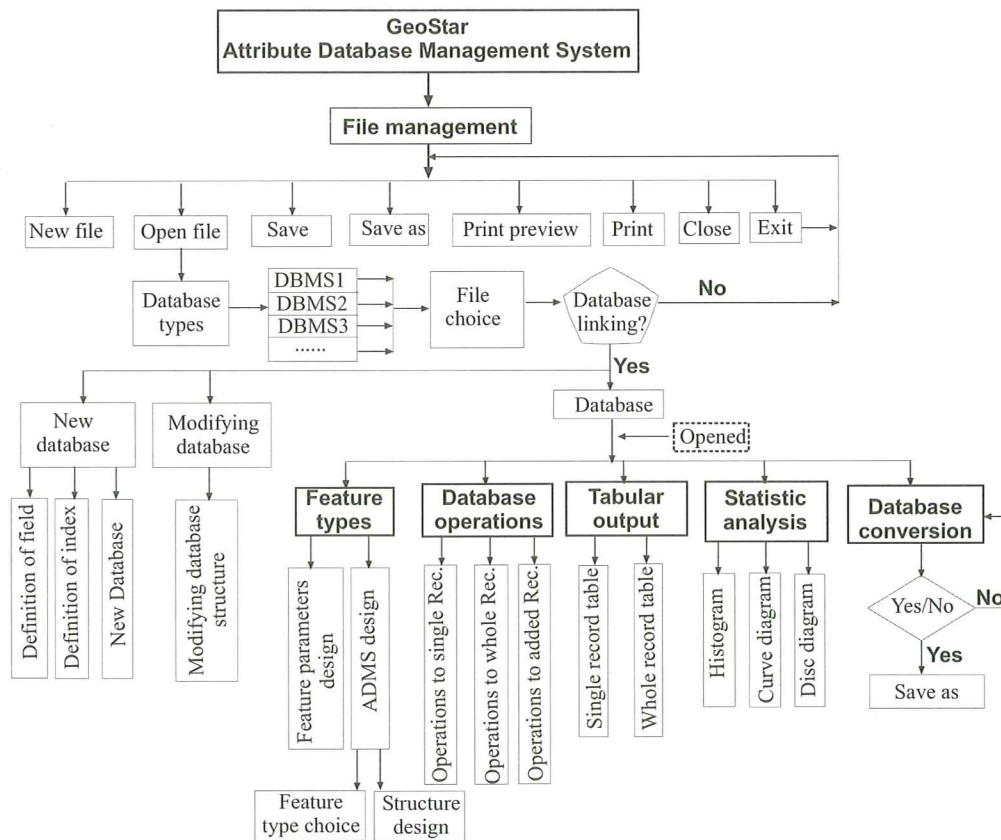 GeoStar
Attribute Database Management System
File management
New file
Open file
Save
Save as
Print preview
Print
Close
Exit
Database
types
DBMS1
DBMS2
DBMS3
......
File
choice
Database
linking?
No
Yes
Database
Opened
New
database
Modifying
database
Definition of field
Definition of index
New Database
Modifying database
structure
Feature
types
Database
operations
Tabular
output
Statistic
analysis
Database
conversion
Feature parameters
design
ADMS design
Operations to single Rec.
Operations to whole Rec.
Operations to added Rec.
Single record table
Whole record table
Histogram
Curve diagram
Disc diagram
Yes/No
No
Yes
Save as
Feature
type choice
Structure
design